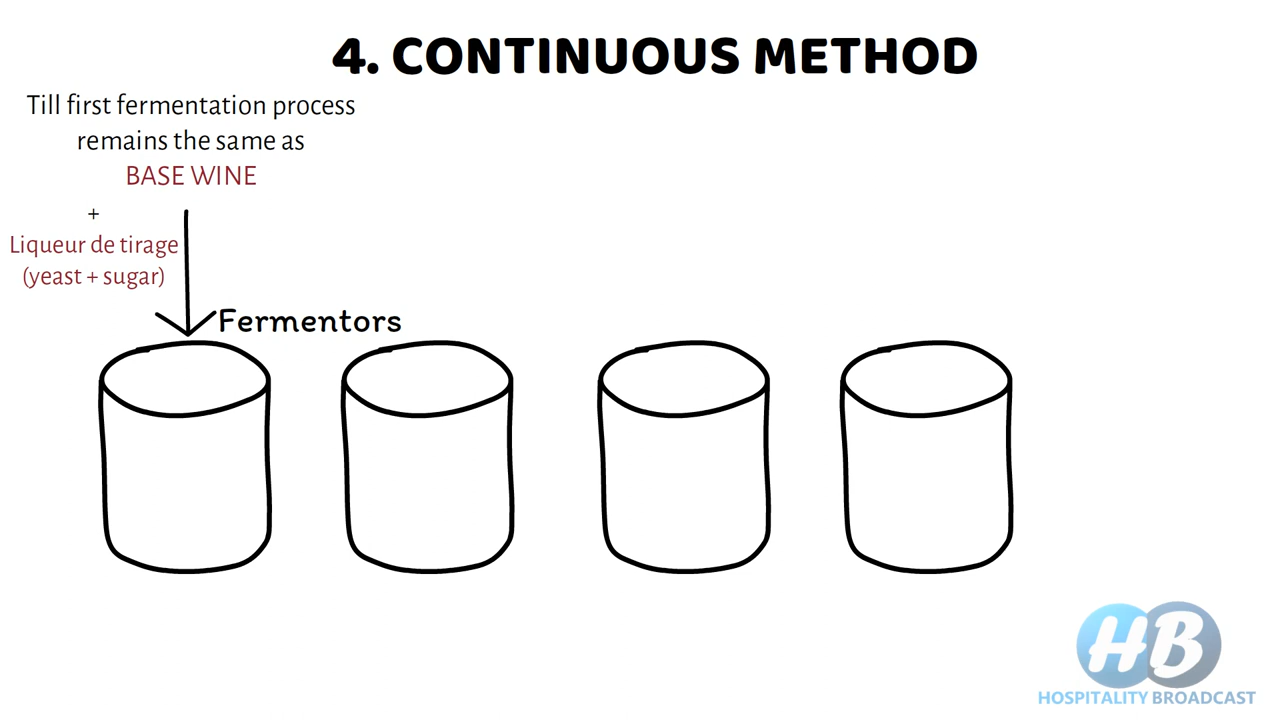 4. CONTINUOUS METHOD
Till first fermentation process
remains the same as
BASE WINE
+
Liqueur de tirage
(yeast + sugar)
Fermentors
HB
HOSPITALITY BROADCAST